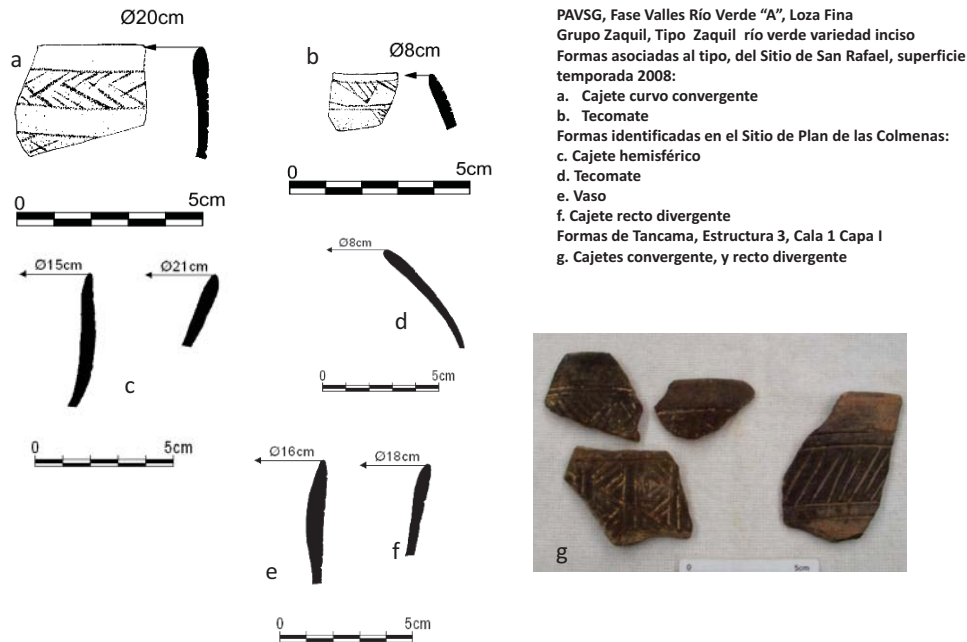 Ø20cm
a
0 5cm
b
Ø8cm
0 5cm
PAVSG, Fase Valles Río Verde “A”, Loza Fina
Grupo Zaquil, Tipo Zaquil río verde variedad inciso
Formas asociadas al tipo, del Sitio de San Rafael, superficie
temporada 2008:
a. Cajete curvo convergente
b. Tecomate
Formas identificadas en el Sitio de Plan de las Colmenas:
c. Cajete hemisférico
d. Tecomate
e. Vaso
f. Cajete recto divergente
Formas de Tancama, Estructura 3, Cala 1 Capa I
g. Cajetes convergente, y recto divergente
Ø15cm
Ø21cm
c
0 5cm
Ø8cm
d
0 5cm
Ø16cm
Ø18cm
e
f
0 5cm
g
0 5cm